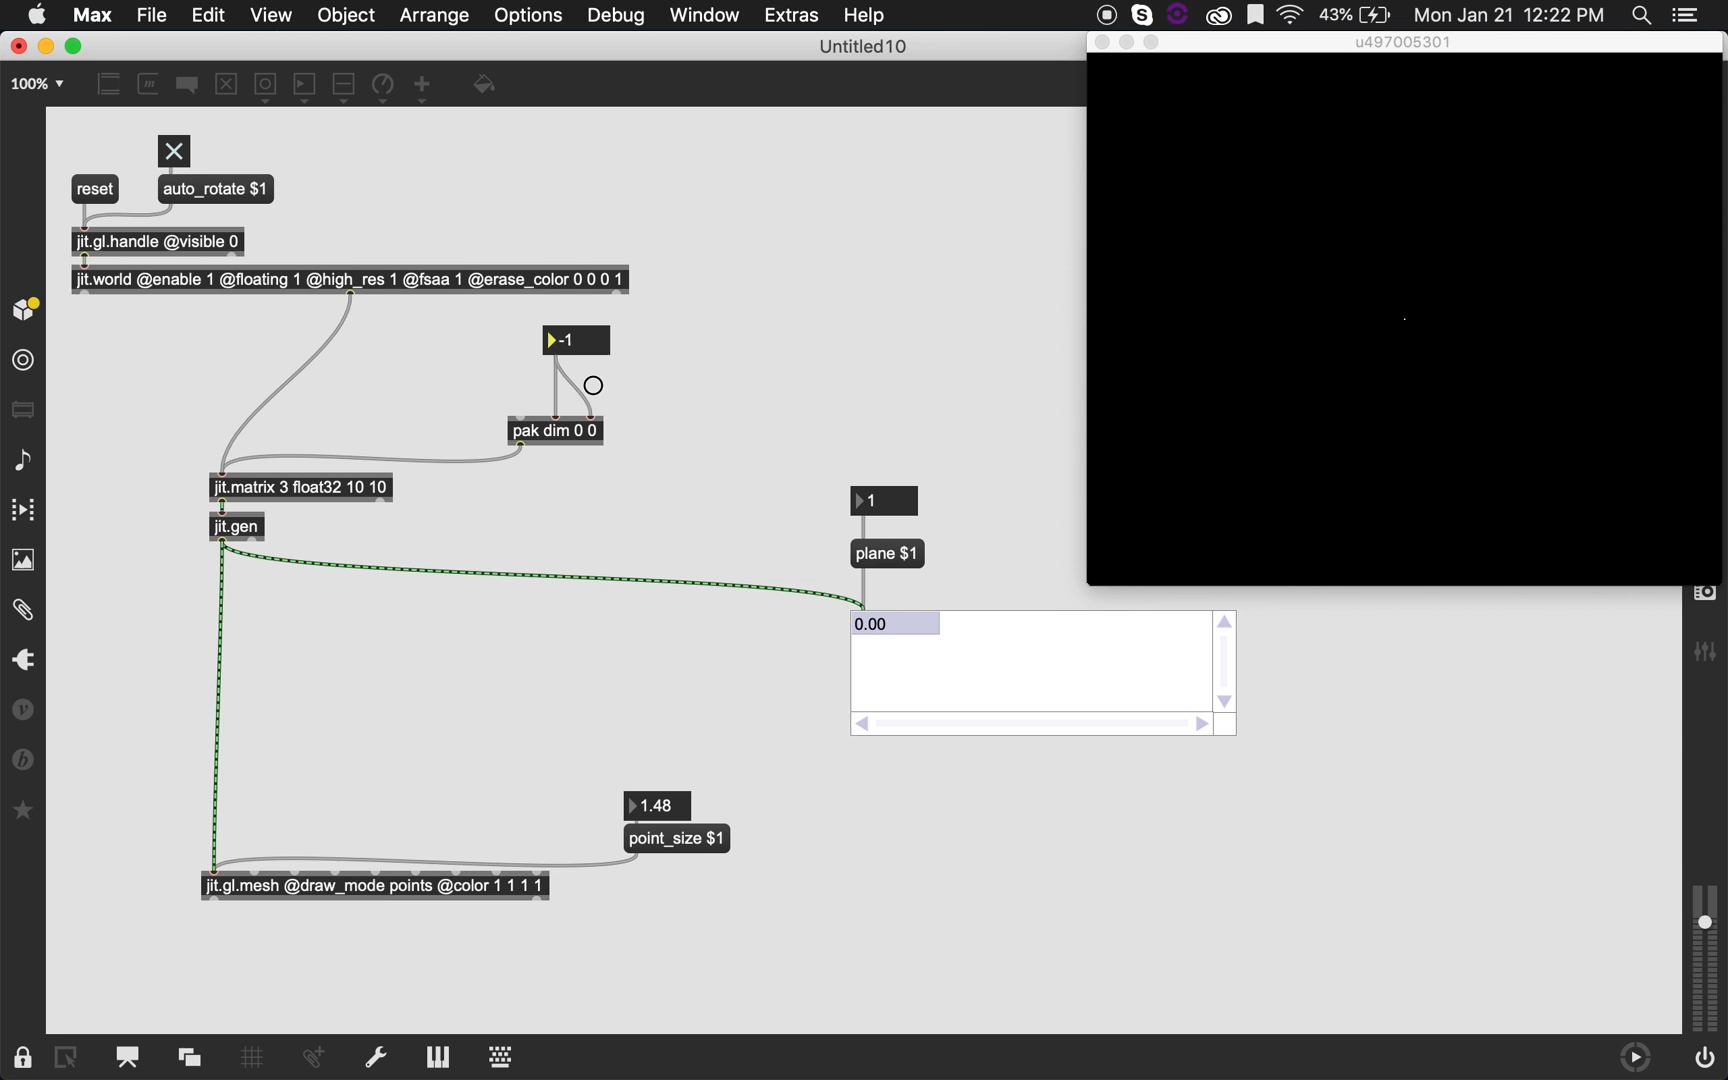 Max File Edit View Object Arrange Options Debug Window Extras Help 43% Mon Jan 21 12:22 PM
Untitled10
u497005301
100%
reset
auto_rotate $1
jit.gl.handle @visible 0
jit.world @enable 1 @floating 1 @high_res 1 @fsaa 1 @erase_color 0 0 0 1
-1
pak dim 0 0
jit.matrix 3 float32 10 10
jit.gen
1
plane $1
0.00
1.48
point_size $1
jit.gl.mesh @draw_mode points @color 1 1 1 1